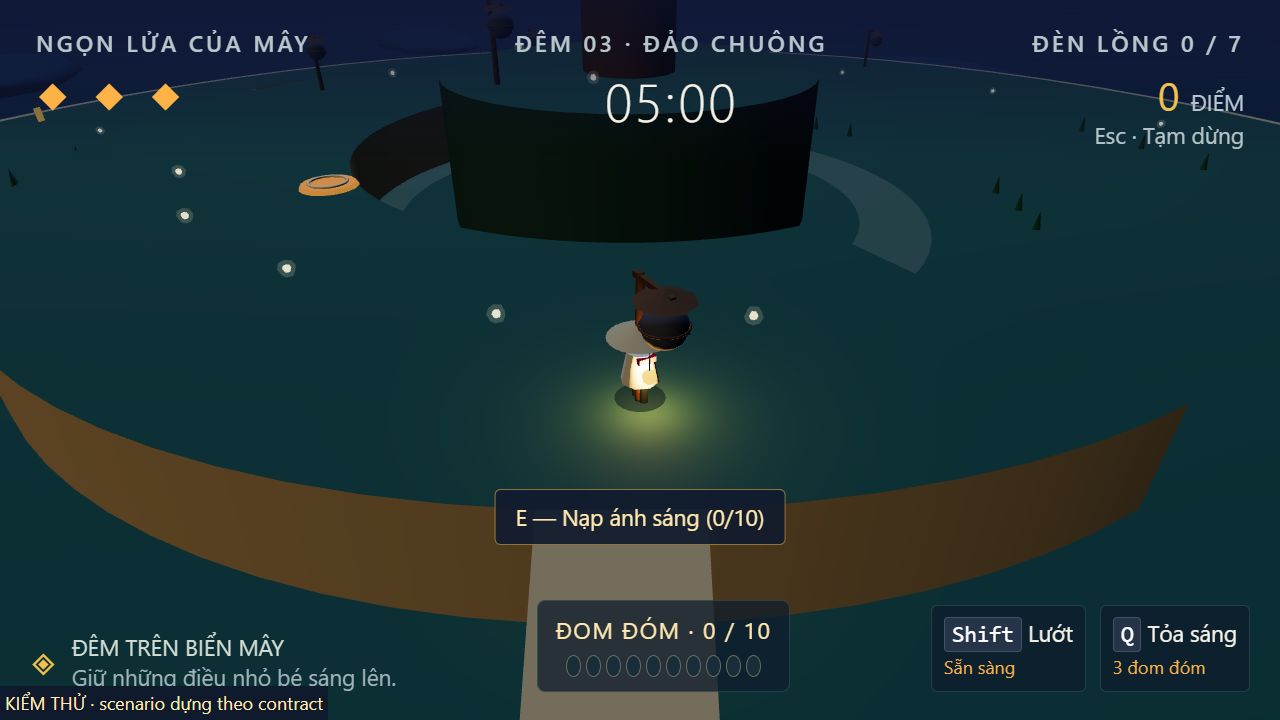 NGỌN LỬA CỦA MÂY
ĐÊM 03 · ĐẢO CHUÔNG
05:00
ĐÈN LỒNG 0 / 7
0 ĐIỂM
Esc · Tạm dừng
E — Nạp ánh sáng (0/10)
ĐOM ĐÓM · 0 / 10
Shift Lướt
Sẵn sàng
Q Tỏa sáng
3 đom đóm
ĐÊM TRÊN BIỂN MÂY
Giữ những điều nhỏ bé sáng lên.
KIỂM THỬ · scenario dựng theo contract